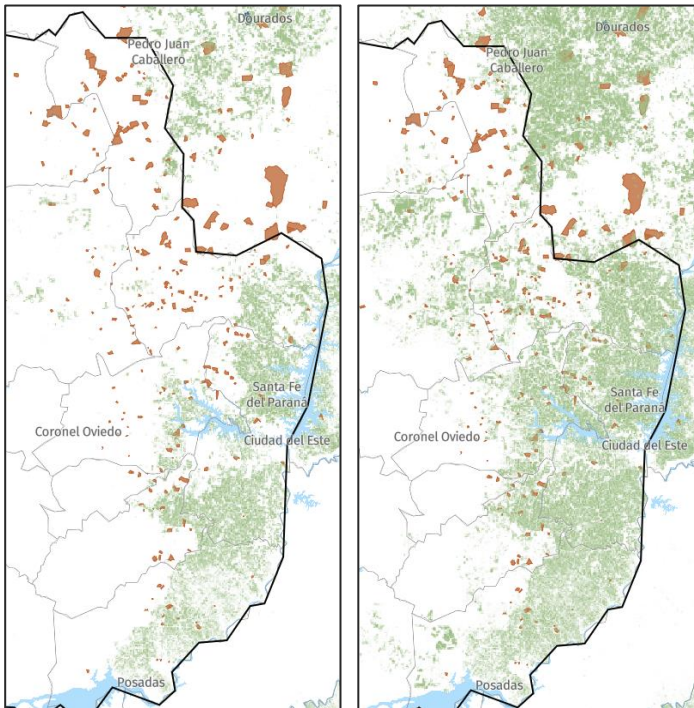 Dourados
Pedro Juan
Caballero
Santa Fe
del Paraná
Coronel Oviedo
Ciudad del Este
Posadas
Dourados
Pedro Juan
Caballero
Santa Fe
del Paraná
Coronel Oviedo
Ciudad del Este
Posadas